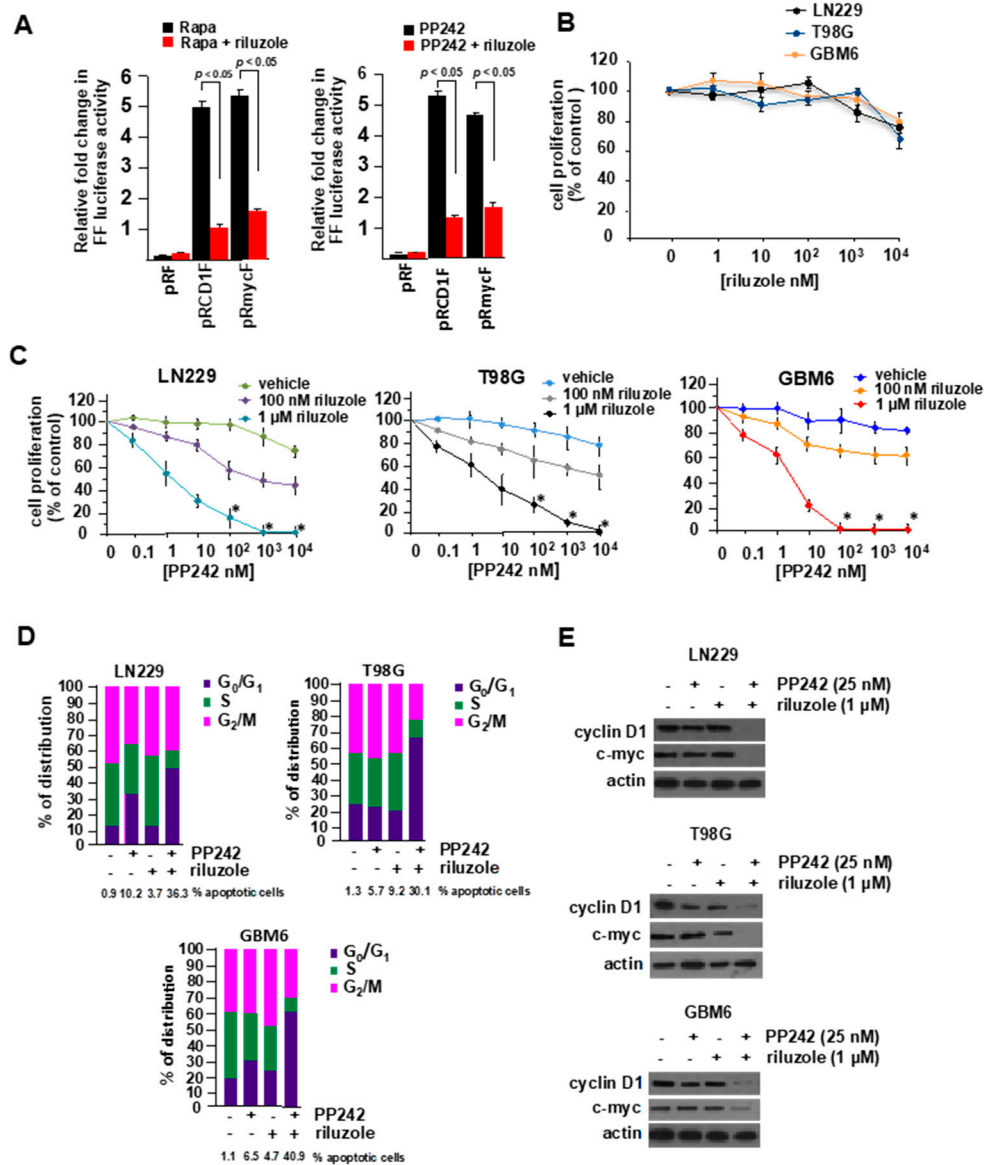 A
Rapa
Rapa + riluzole
Relative fold change in
FF luciferase activity
6
5
4
3
2
1
p < 0.05
p < 0.05
pRF
pRCD1F
pRmycF
PP242
PP242 + riluzole
Relative fold change in
FF luciferase activity
6
5
4
3
2
1
p < 0.05
p < 0.05
pRF
pRCD1F
pRmycF
B
LN229
T98G
GBM6
cell proliferation
(% of control)
120
100
80
60
40
20
0
0 1 10 10² 10³ 10⁴
[riluzole nM]
C
LN229
vehicle
100 nM riluzole
1 µM riluzole
cell proliferation
(% of control)
120
100
80
60
40
20
0
* * *
0 0.1 1 10 10² 10³ 10⁴
[PP242 nM]
T98G
vehicle
100 nM riluzole
1 µM riluzole
120
100
80
60
40
20
0
* * *
0 0.1 1 10 10² 10³ 10⁴
[PP242 nM]
GBM6
vehicle
100 nM riluzole
1 µM riluzole
100
80
60
40
20
0
* * *
0 0.1 1 10 10² 10³ 10⁴
[PP242 nM]
D
LN229
G₀/G₁
S
G₂/M
% of distribution
100
90
80
70
60
50
40
30
20
10
0
- + - + PP242
- - + + riluzole
0.9 10.2 3.7 36.3 % apoptotic cells
T98G
G₀/G₁
S
G₂/M
% of distribution
100
90
80
70
60
50
40
30
20
10
0
- + - + PP242
- - + + riluzole
1.3 5.7 9.2 30.1 % apoptotic cells
GBM6
G₀/G₁
S
G₂/M
% of distribution
100
90
80
70
60
50
40
30
20
10
0
- + - + PP242
- - + + riluzole
1.1 6.5 4.7 40.9 % apoptotic cells
E
LN229
- + - + PP242 (25 nM)
- - + + riluzole (1 µM)
cyclin D1
c-myc
actin
T98G
- + - + PP242 (25 nM)
- - + + riluzole (1 µM)
cyclin D1
c-myc
actin
GBM6
- + - + PP242 (25 nM)
- - + + riluzole (1 µM)
cyclin D1
c-myc
actin